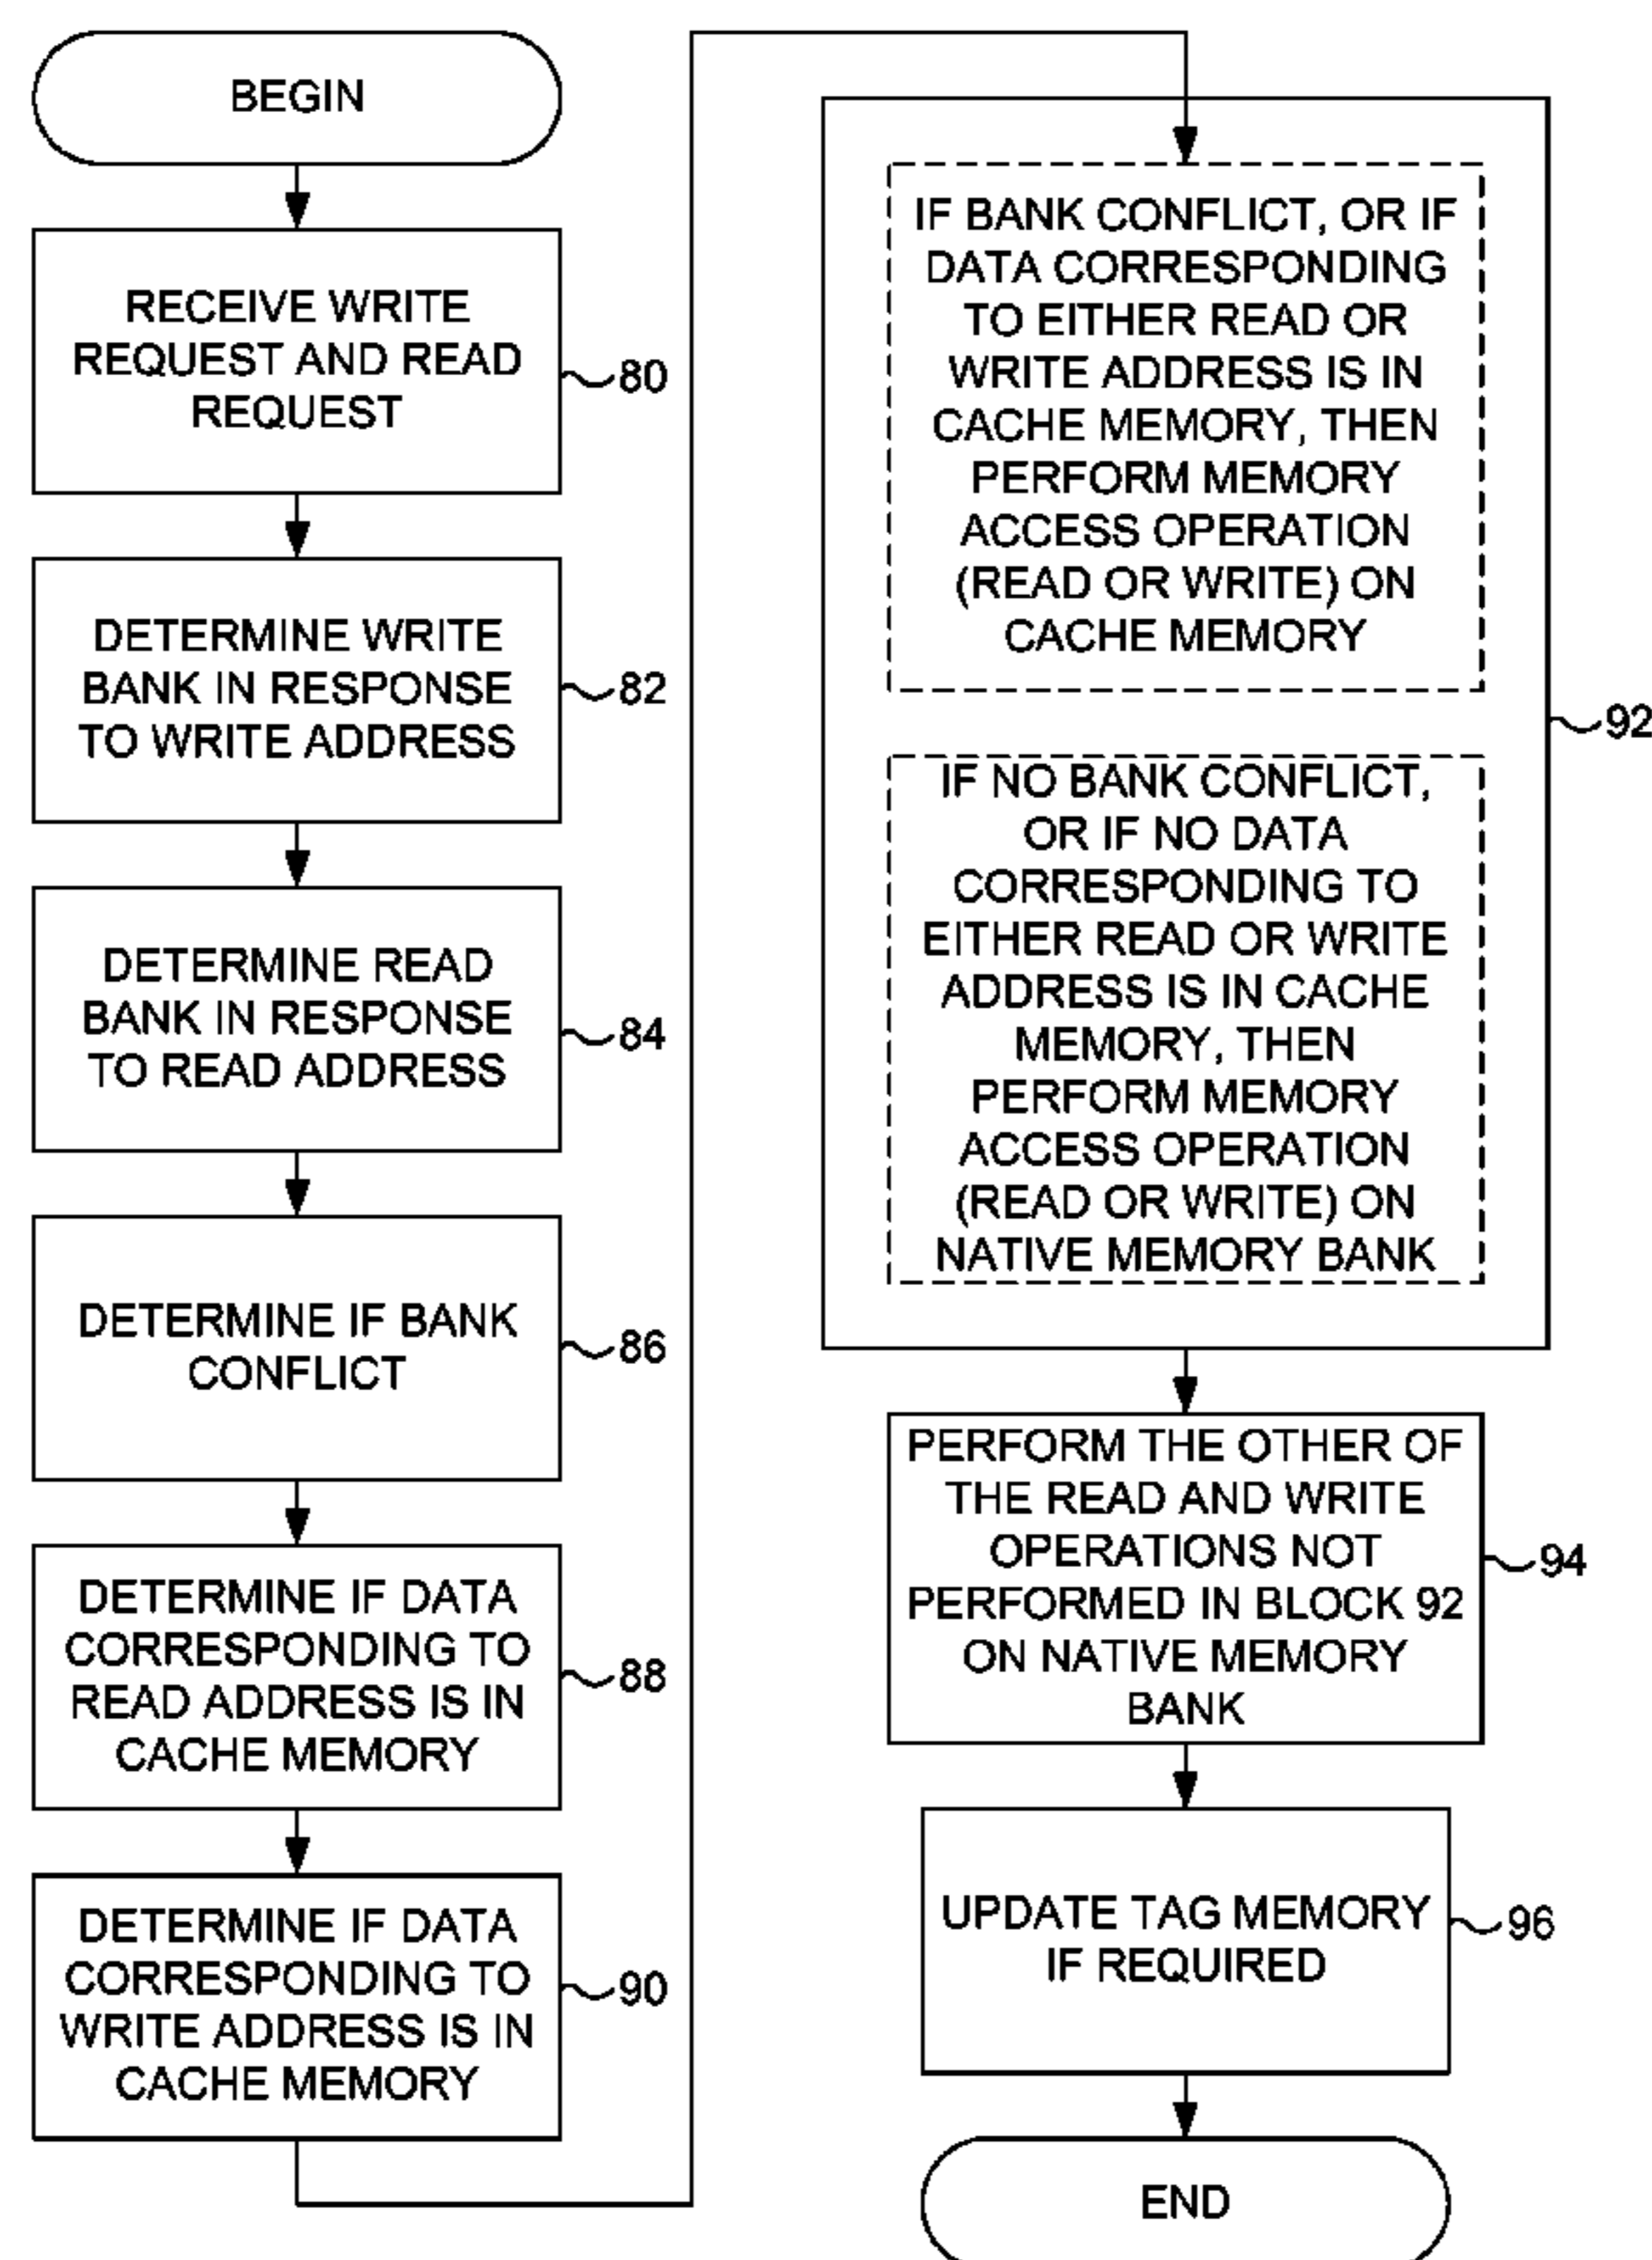 BEGIN
RECEIVE WRITE
REQUEST AND READ
REQUEST
80
DETERMINE WRITE
BANK IN RESPONSE
TO WRITE ADDRESS
82
DETERMINE READ
BANK IN RESPONSE
TO READ ADDRESS
84
DETERMINE IF BANK
CONFLICT
86
DETERMINE IF DATA
CORRESPONDING TO
READ ADDRESS IS IN
CACHE MEMORY
88
DETERMINE IF DATA
CORRESPONDING TO
WRITE ADDRESS IS IN
CACHE MEMORY
90
IF BANK CONFLICT, OR IF
DATA CORRESPONDING
TO EITHER READ OR
WRITE ADDRESS IS IN
CACHE MEMORY, THEN
PERFORM MEMORY
ACCESS OPERATION
(READ OR WRITE) ON
CACHE MEMORY
IF NO BANK CONFLICT,
OR IF NO DATA
CORRESPONDING TO
EITHER READ OR WRITE
ADDRESS IS IN CACHE
MEMORY, THEN
PERFORM MEMORY
ACCESS OPERATION
(READ OR WRITE) ON
NATIVE MEMORY BANK
92
PERFORM THE OTHER OF
THE READ AND WRITE
OPERATIONS NOT
PERFORMED IN BLOCK 92
ON NATIVE MEMORY
BANK
94
UPDATE TAG MEMORY
IF REQUIRED
96
END